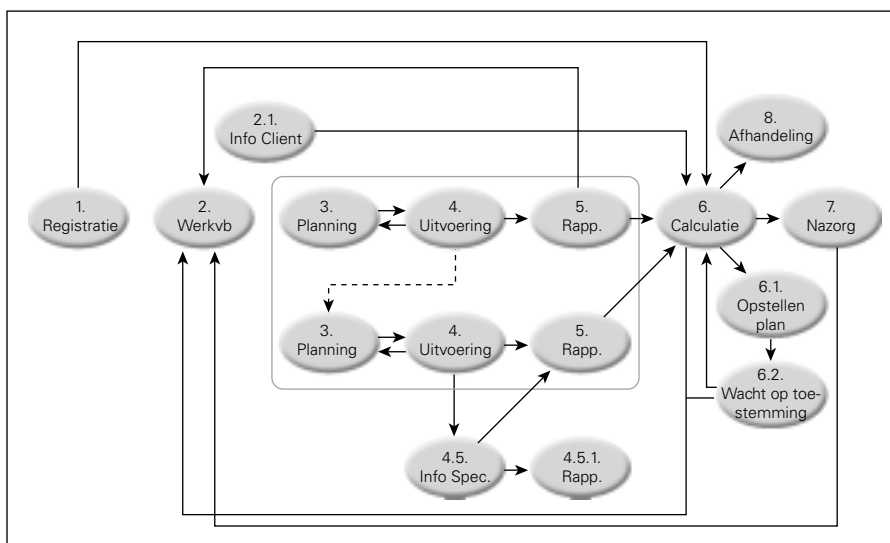 2.1.
Info Client
8.
Afhandeling
1.
Registratie
2.
Werkvb
3.
Planning
4.
Uitvoering
5.
Rapp.
6.
Calculatie
7.
Nazorg
6.1.
Opstellen
plan
3.
Planning
4.
Uitvoering
5.
Rapp.
6.2.
Wacht op toe-
stemming
4.5.
Info Spec.
4.5.1.
Rapp.